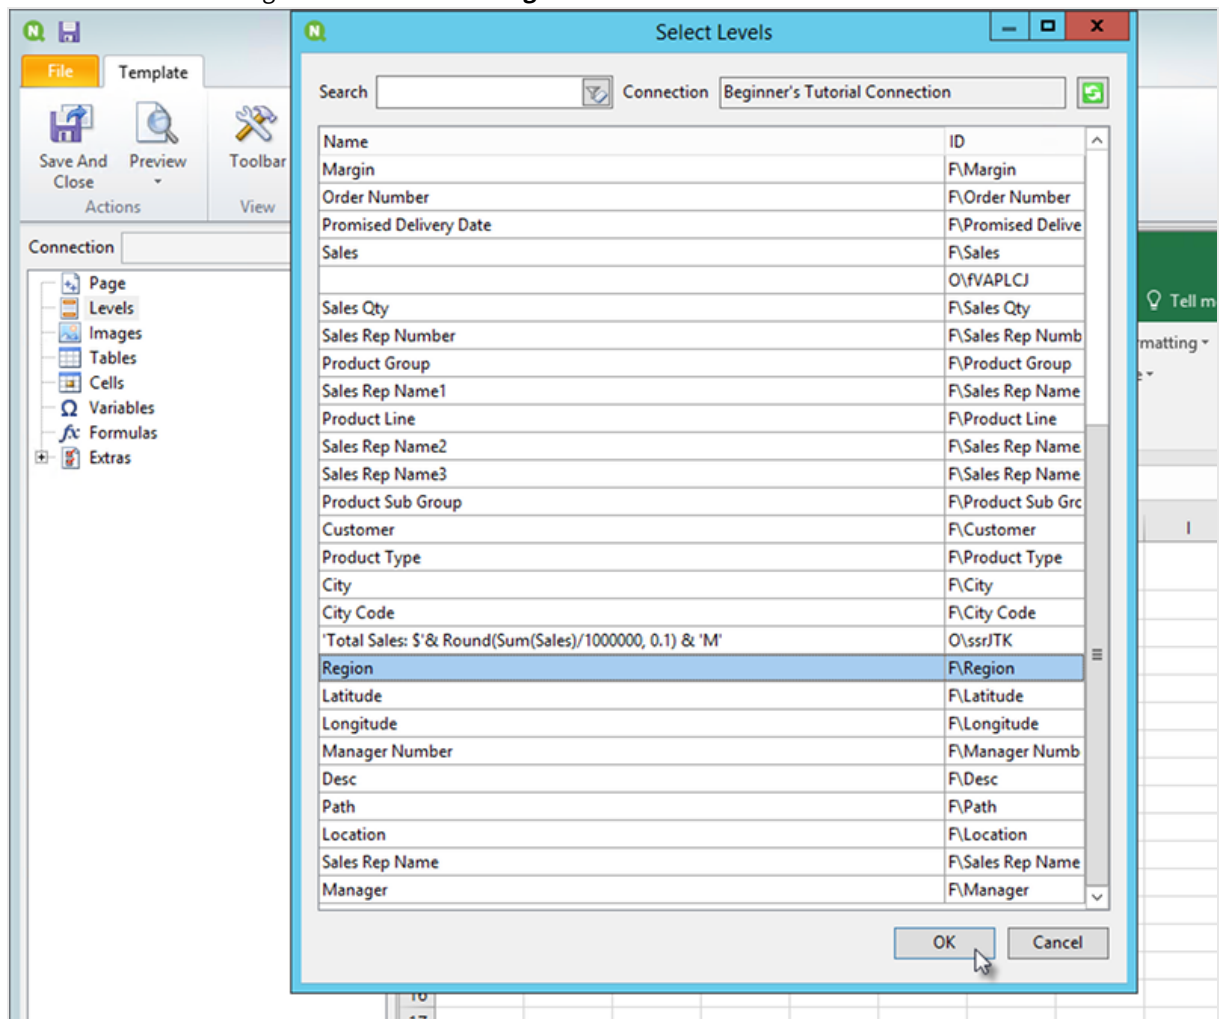 Select Levels
File Template
Search Connection Beginner's Tutorial Connection
Save And Close
Preview
Toolbar
Actions View
Connection
Page
Levels
Images
Tables
Cells
Variables
Formulas
Extras
Name ID
Margin F\Margin
Order Number F\Order Number
Promised Delivery Date F\Promised Delive
Sales F\Sales
O\fVAPLCJ
Sales Qty F\Sales Qty
Sales Rep Number F\Sales Rep Numb
Product Group F\Product Group
Sales Rep Name1 F\Sales Rep Name
Product Line F\Product Line
Sales Rep Name2 F\Sales Rep Name
Sales Rep Name3 F\Sales Rep Name
Product Sub Group F\Product Sub Grc
Customer F\Customer
Product Type F\Product Type
City F\City
City Code F\City Code
'Total Sales: $'& Round(Sum(Sales)/1000000, 0.1) & 'M' O\ssrJTK
Region F\Region
Latitude F\Latitude
Longitude F\Longitude
Manager Number F\Manager Numb
Desc F\Desc
Path F\Path
Location F\Location
Sales Rep Name F\Sales Rep Name
Manager F\Manager
OK Cancel
Tell m
matting
I